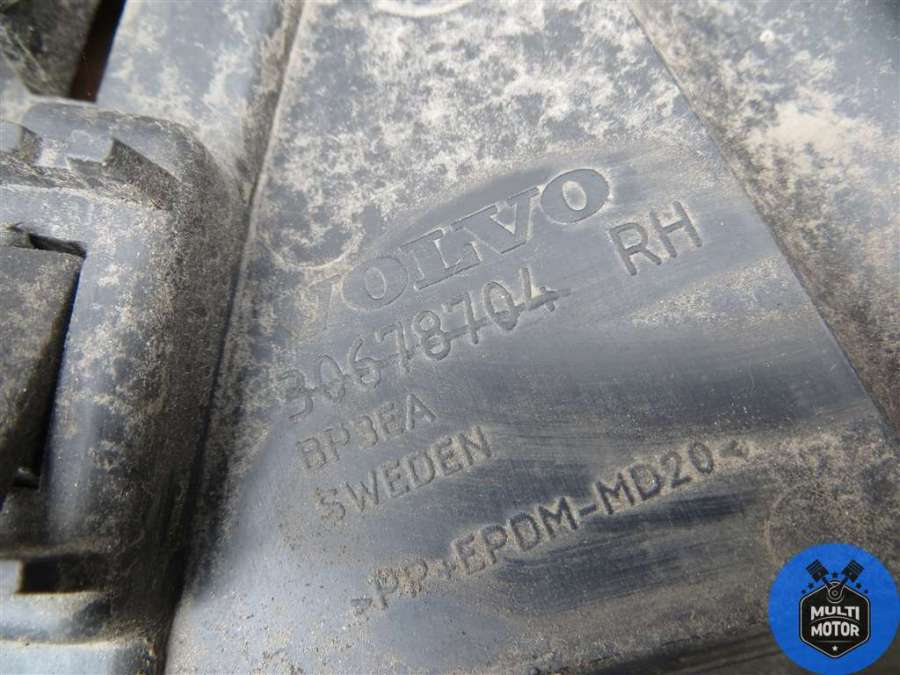 VOLVO
30678704 RH
BP3EA
SWEDEN
>PP+EPDM-MD20<
MULTI
MOTOR